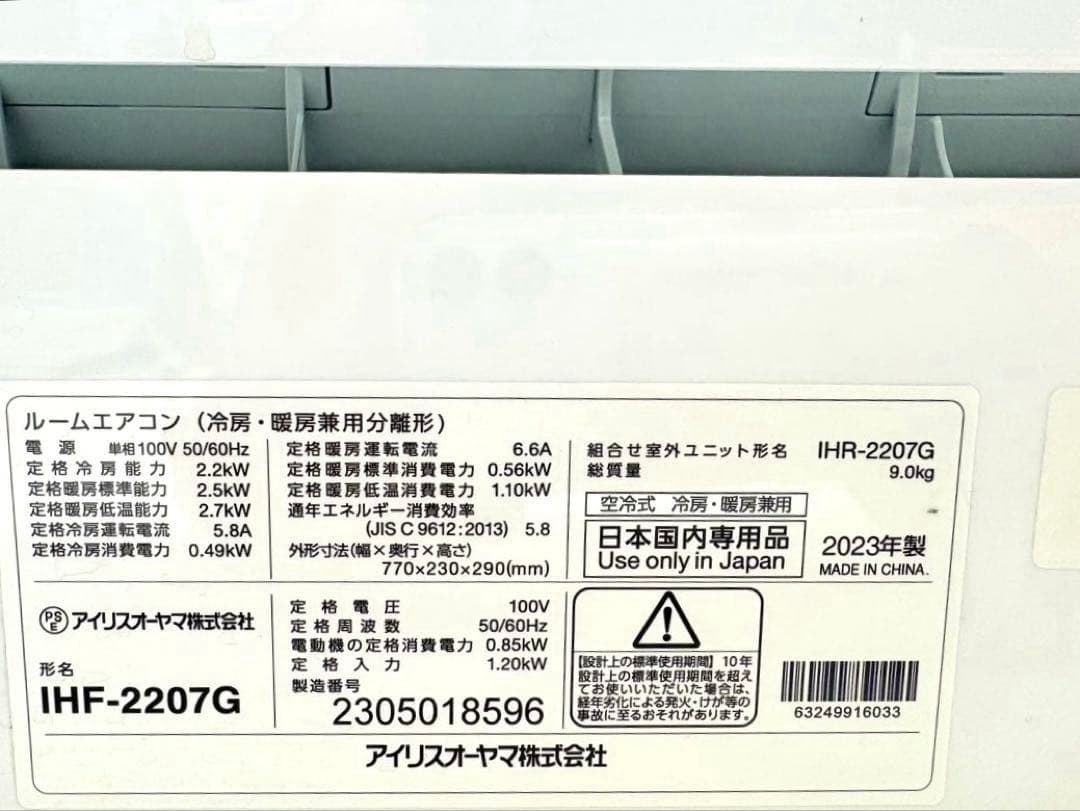 ルームエアコン (冷房・暖房兼用分離形)
電源 単相100V 50/60Hz
定格冷房能力 2.2kW
定格暖房標準能力 2.5kW
定格暖房低温能力 2.7kW
定格冷房運転電流 5.8A
定格冷房消費電力 0.49kW
定格暖房運転電流 6.6A
定格暖房標準消費電力 0.56kW
定格暖房低温消費電力 1.10kW
通年エネルギー消費効率
(JIS C 9612:2013) 5.8
外形寸法(幅×奥行×高さ)
770×230×290(mm)
組合せ室外ユニット形名 IHR-2207G
総質量 9.0kg
空冷式 冷房・暖房兼用
日本国内専用品
Use only in Japan
2023年製
MADE IN CHINA.
PSE アイリスオーヤマ株式会社
形名
IHF-2207G
定格電圧 100V
定格周波数 50/60Hz
電動機の定格消費電力 0.85kW
定格入力 1.20kW
製造番号
2305018596
【設計上の標準使用期間】10年
設計上の標準使用期間を超え
てお使いいただいた場合は、
経年劣化による発火・けが等の
事故に至るおそれがあります。
63249916033
アイリスオーヤマ株式会社